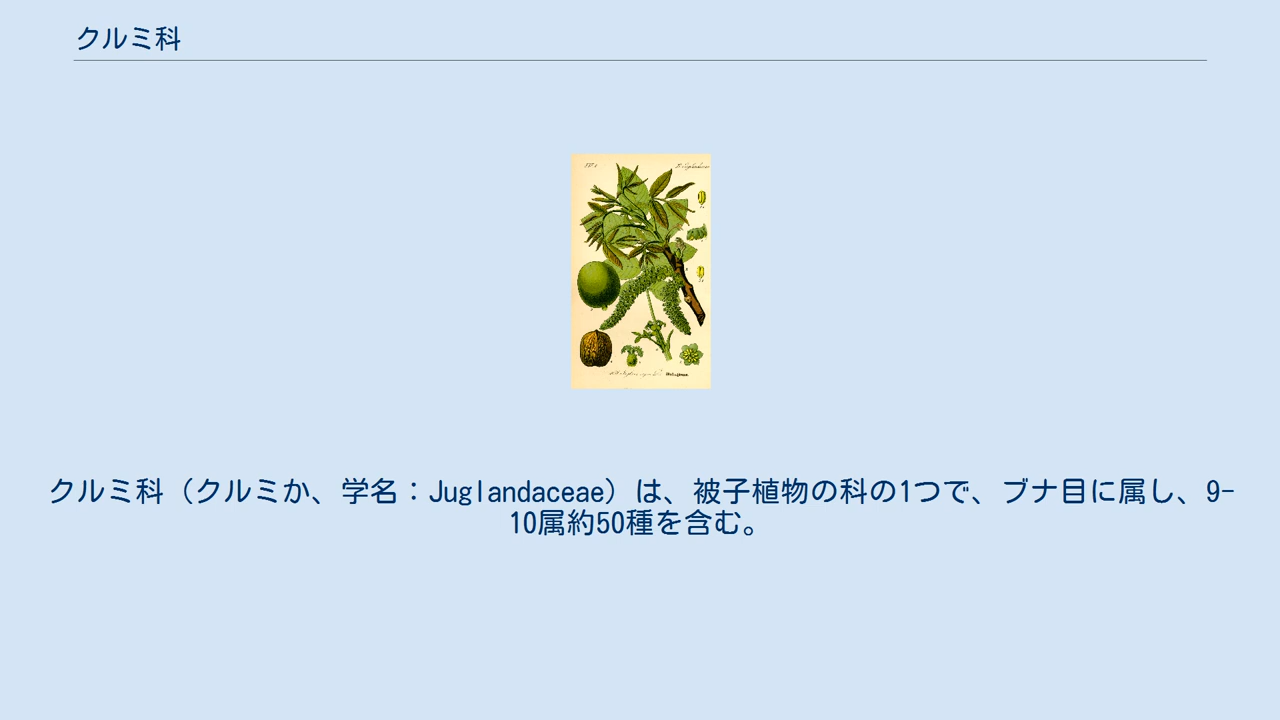 クルミ科
クルミ科（クルミか、学名：Juglandaceae）は、被子植物の科の1つで、ブナ目に属し、9-
10属約50種を含む。